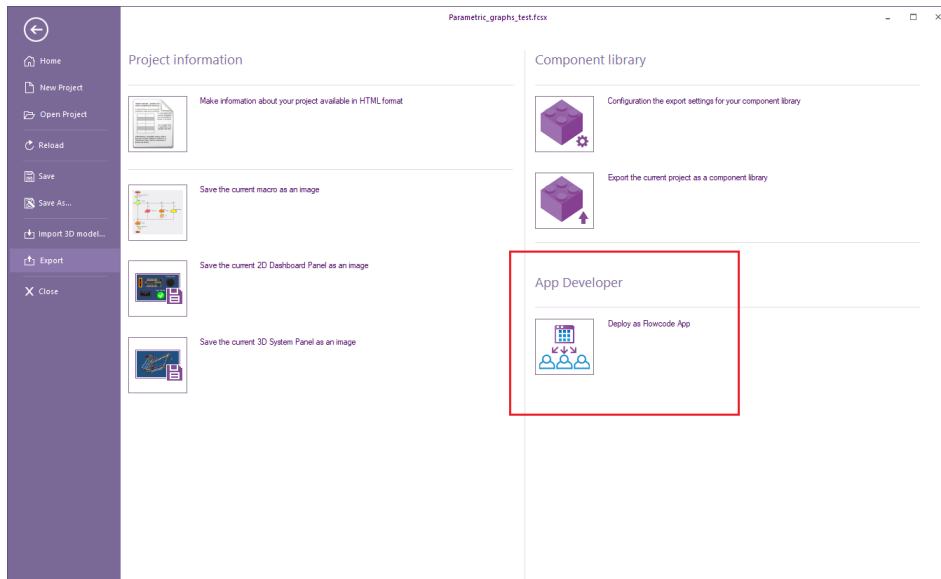 Parametric_graphs_test.fcsx
Home
New Project
Open Project
Reload
Save
Save As...
Import 3D model...
Export
Close
Project information
Make information about your project available in HTML format
Save the current macro as an image
Save the current 2D Dashboard Panel as an image
Save the current 3D System Panel as an image
Component library
Configuration the export settings for your component library
Export the current project as a component library
App Developer
Deploy as Flowcode App